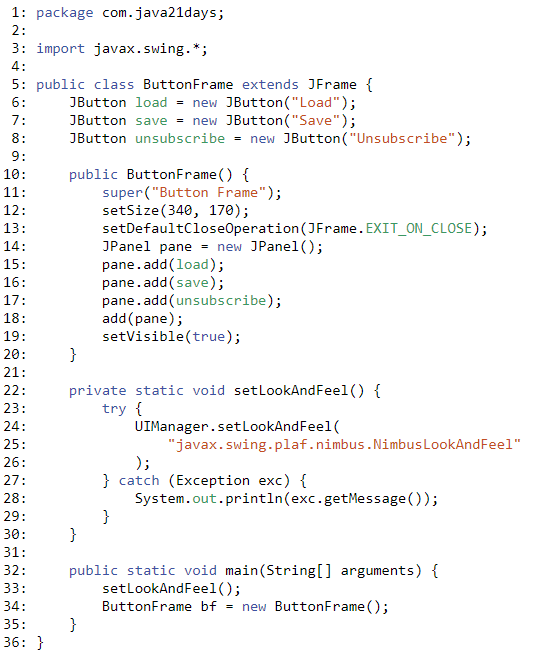 1: package com.java21days;
 2:
 3: import javax.swing.*;
 4:
 5: public class ButtonFrame extends JFrame {
 6:     JButton load = new JButton("Load");
 7:     JButton save = new JButton("Save");
 8:     JButton unsubscribe = new JButton("Unsubscribe");
 9:
10:     public ButtonFrame() {
11:         super("Button Frame");
12:         setSize(340, 170);
13:         setDefaultCloseOperation(JFrame.EXIT_ON_CLOSE);
14:         JPanel pane = new JPanel();
15:         pane.add(load);
16:         pane.add(save);
17:         pane.add(unsubscribe);
18:         add(pane);
19:         setVisible(true);
20:     }
21:
22:     private static void setLookAndFeel() {
23:         try {
24:             UIManager.setLookAndFeel(
25:                 "javax.swing.plaf.nimbus.NimbusLookAndFeel"
26:             );
27:         } catch (Exception exc) {
28:             System.out.println(exc.getMessage());
29:         }
30:     }
31:
32:     public static void main(String[] arguments) {
33:         setLookAndFeel();
34:         ButtonFrame bf = new ButtonFrame();
35:     }
36: }